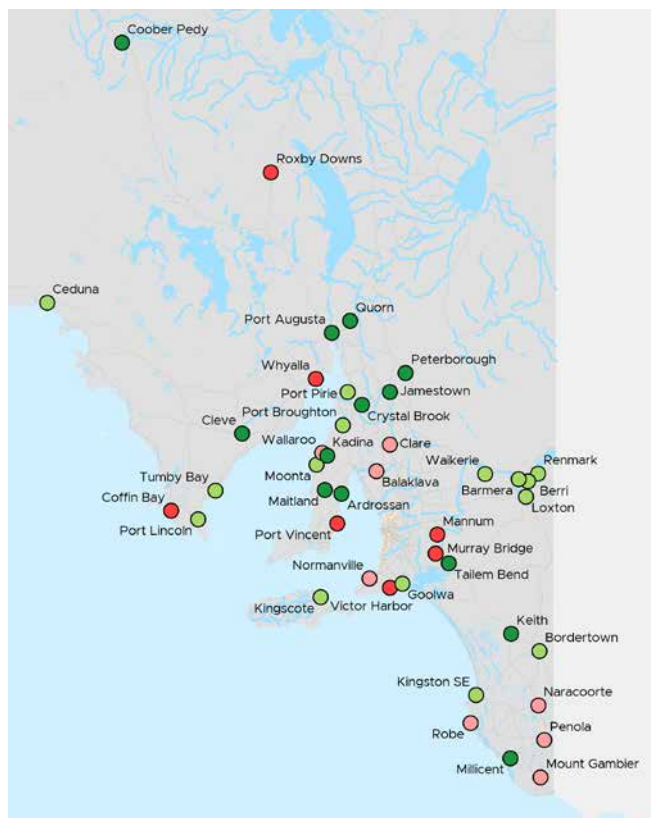 Coober Pedy
Roxby Downs
Ceduna
Quorn
Port Augusta
Peterborough
Whyalla
Port Pirie
Jamestown
Port Broughton
Crystal Brook
Cleve
Wallaroo
Kadina
Clare
Waikerie
Renmark
Moonta
Balaklava
Tumby Bay
Barmera
Berri
Coffin Bay
Maitland
Ardrossan
Loxton
Port Lincoln
Port Vincent
Mannum
Murray Bridge
Normanville
Tailem Bend
Goolwa
Kingscote
Victor Harbor
Keith
Bordertown
Kingston SE
Naracoorte
Robe
Penola
Millicent
Mount Gambier